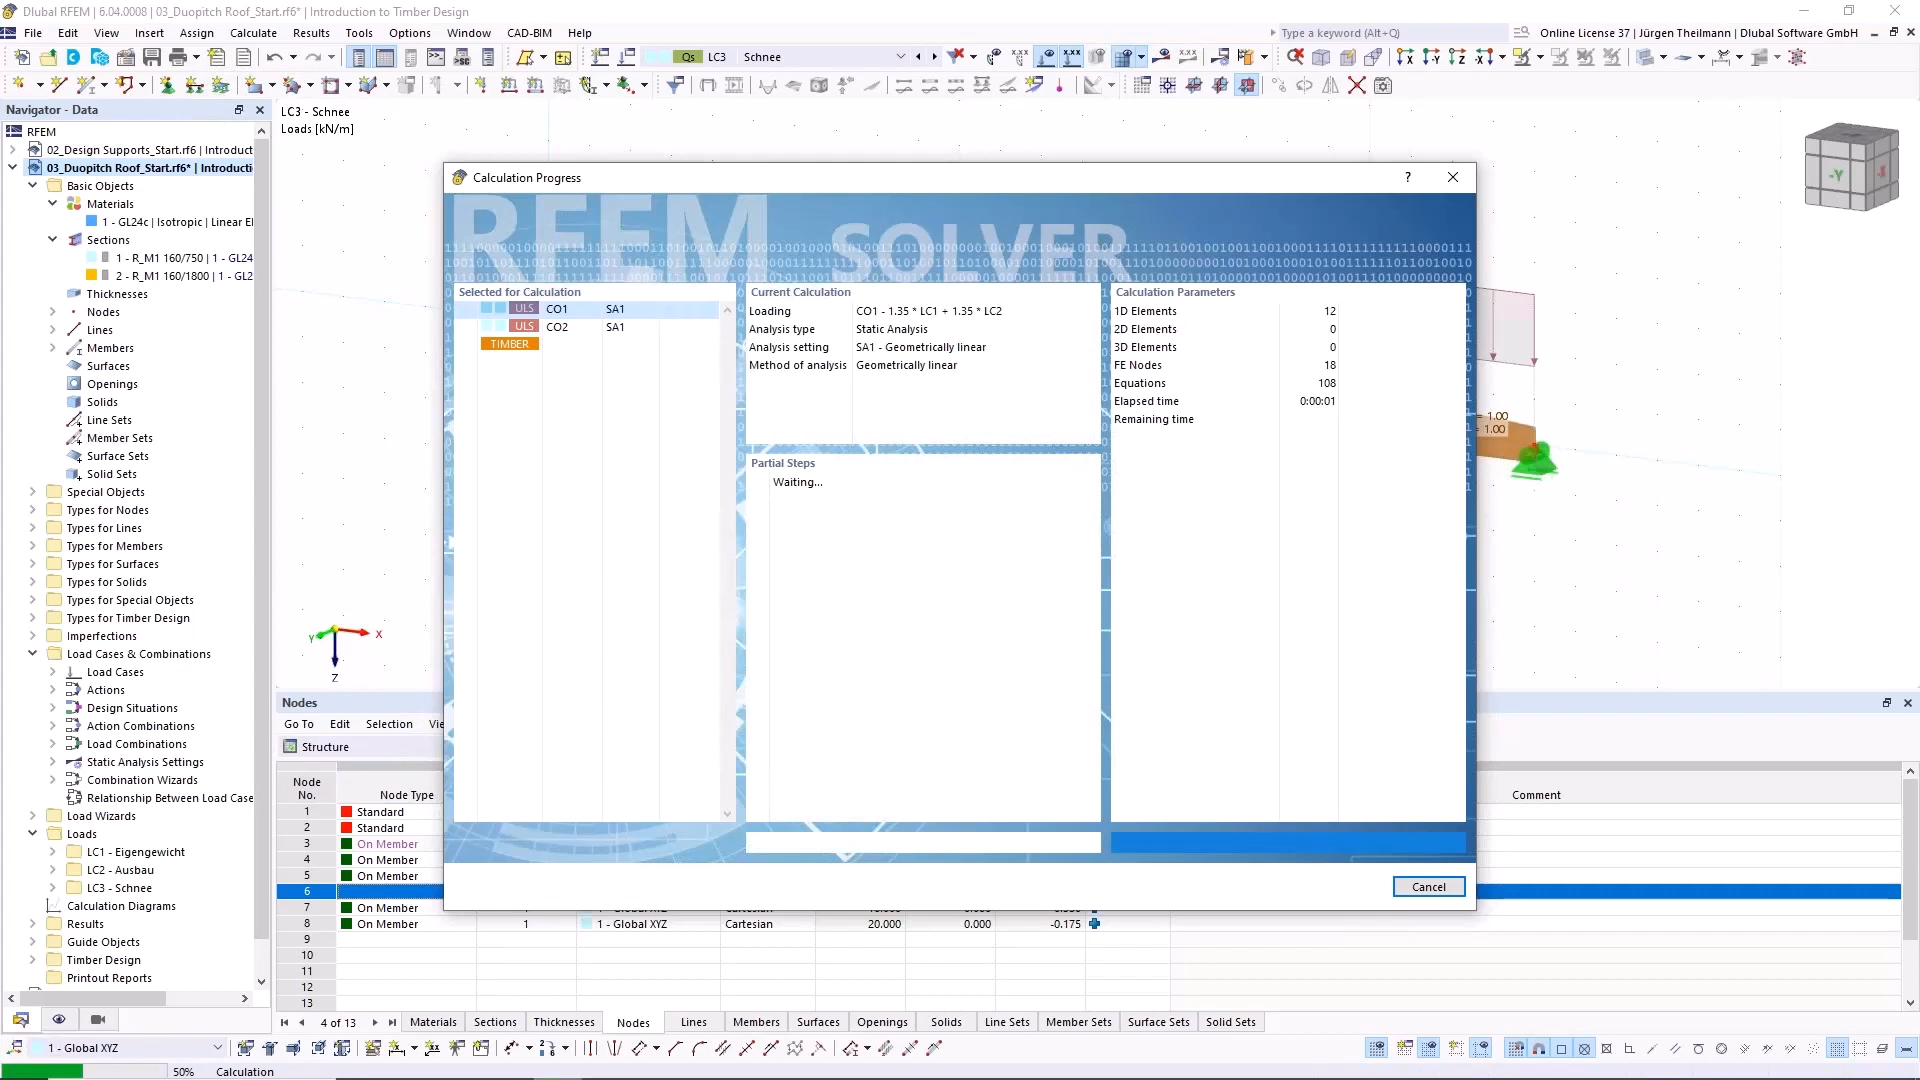 Dlubal RFEM | 6.04.0008 | 03_Duopitch Roof_Start.rf6* | Introduction to Timber Design
File Edit View Insert Assign Calculate Results Tools Options Window CAD-BIM Help
Type a keyword (Alt+Q)
Online License 37 | Jürgen Theilmann | Dlubal Software GmbH
Qs LC3 Schnee
Navigator - Data
RFEM
02_Design Supports_Start.rf6 | Introduct
03_Duopitch Roof_Start.rf6* | Introducti
Basic Objects
Materials
1 - GL24c | Isotropic | Linear El
Sections
1 - R_M1 160/750 | 1 - GL24
2 - R_M1 160/1800 | 1 - GL2
Thicknesses
Nodes
Lines
Members
Surfaces
Openings
Solids
Line Sets
Member Sets
Surface Sets
Solid Sets
Special Objects
Types for Nodes
Types for Lines
Types for Members
Types for Surfaces
Types for Solids
Types for Special Objects
Types for Timber Design
Imperfections
Load Cases & Combinations
Load Cases
Actions
Design Situations
Action Combinations
Load Combinations
Static Analysis Settings
Combination Wizards
Relationship Between Load Case
Load Wizards
Loads
LC1 - Eigengewicht
LC2 - Ausbau
LC3 - Schnee
Calculation Diagrams
Results
Guide Objects
Timber Design
Printout Reports
LC3 - Schnee
Loads [kN/m]
-Y -X
= 1.00
= 1.00
Y X
Z
Calculation Progress
RFEM SOLVER
Selected for Calculation
ULS CO1 SA1
ULS CO2 SA1
TIMBER
Current Calculation
Loading CO1 - 1.35 * LC1 + 1.35 * LC2
Analysis type Static Analysis
Analysis setting SA1 - Geometrically linear
Method of analysis Geometrically linear
Partial Steps
Waiting...
Calculation Parameters
1D Elements 12
2D Elements 0
3D Elements 0
FE Nodes 18
Equations 108
Elapsed time 0:00:01
Remaining time
Cancel
Nodes
Go To Edit Selection Vie
Structure
Node
No. Node Type Comment
1 Standard
2 Standard
3 On Member
4 On Member
5 On Member
6
7 On Member
8 On Member 1 1 - Global XYZ Cartesian 20.000 0.000 -0.175
9
10
11
12
13
4 of 13 Materials Sections Thicknesses Nodes Lines Members Surfaces Openings Solids Line Sets Member Sets Surface Sets Solid Sets
1 - Global XYZ
50% Calculation